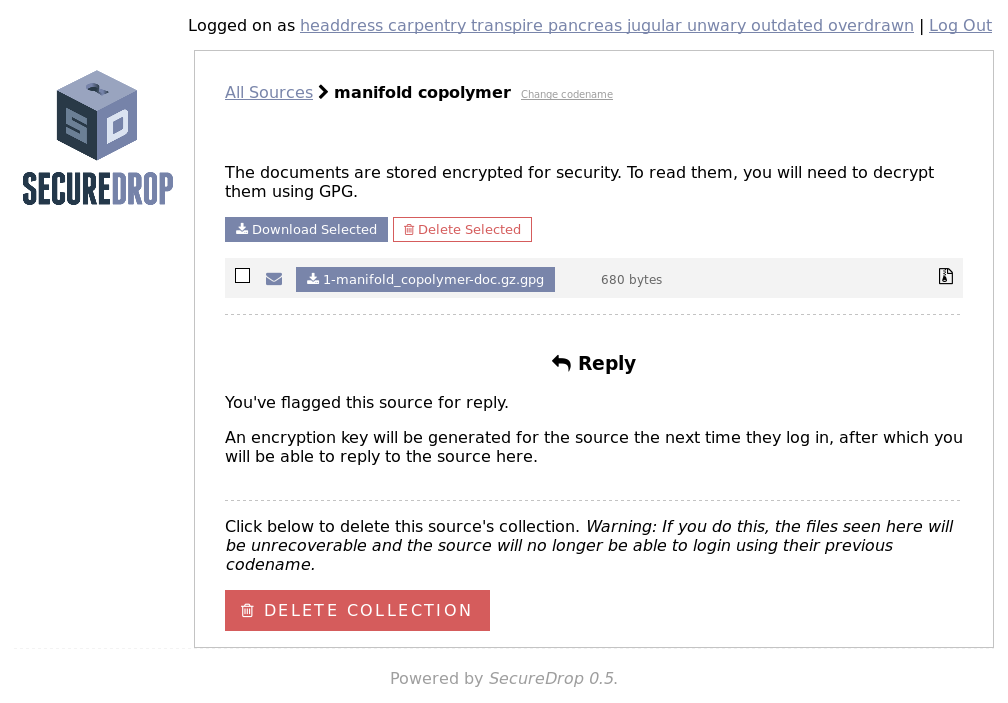 Logged on as headdress carpentry transpire pancreas jugular unwary outdated overdrawn | Log Out
SD
SECUREDROP
All Sources manifold copolymer Change codename
The documents are stored encrypted for security. To read them, you will need to decrypt
them using GPG.
Download Selected Delete Selected
1-manifold_copolymer-doc.gz.gpg 680 bytes
Reply
You've flagged this source for reply.
An encryption key will be generated for the source the next time they log in, after which you
will be able to reply to the source here.
Click below to delete this source's collection. Warning: If you do this, the files seen here will
be unrecoverable and the source will no longer be able to login using their previous
codename.
DELETE COLLECTION
Powered by SecureDrop 0.5.